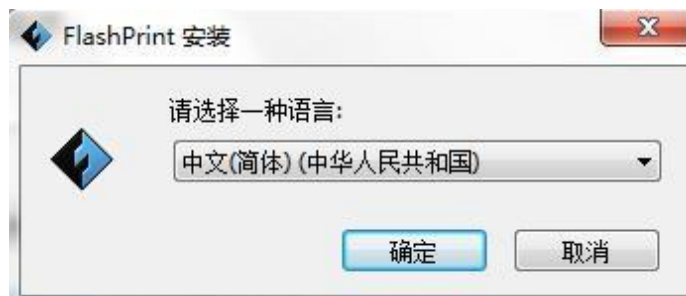 FlashPrint 安装
请选择一种语言:
中文(简体) (中华人民共和国)
确定 取消